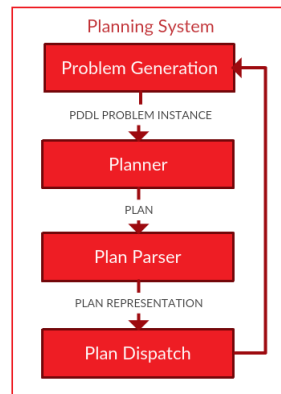 Planning System
Problem Generation
PDDL PROBLEM INSTANCE
Planner
PLAN
Plan Parser
PLAN REPRESENTATION
Plan Dispatch